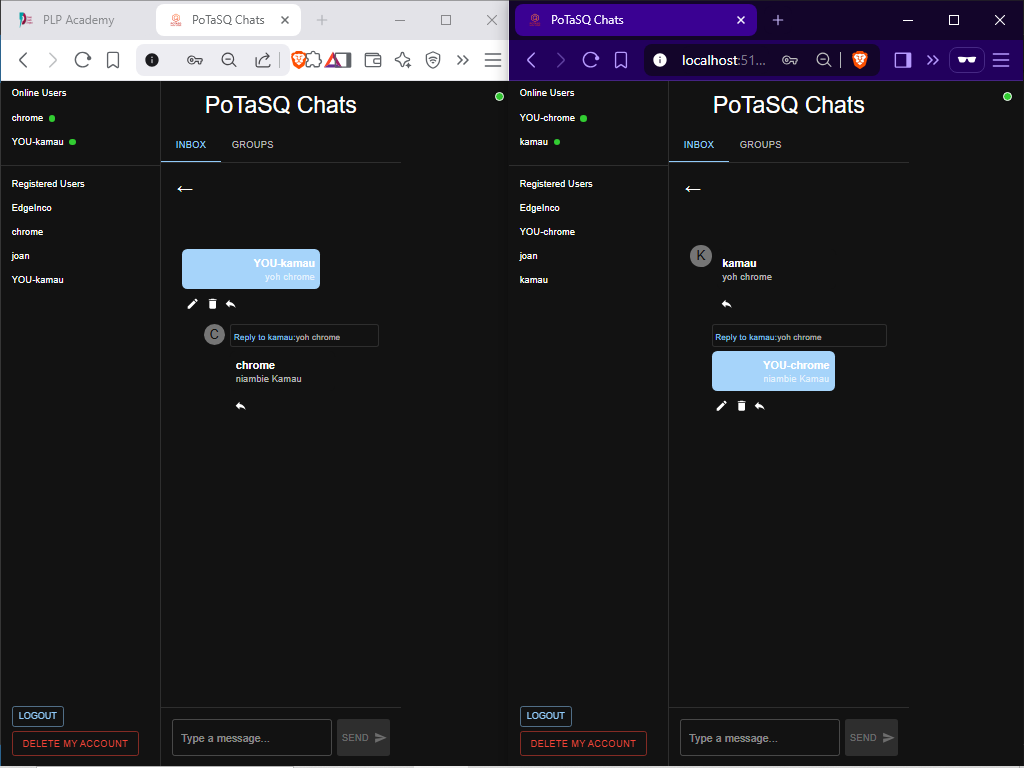 PLP Academy
PoTaSQ Chats
Online Users
chrome
YOU-kamau
Registered Users
EdgeInco
chrome
joan
YOU-kamau
LOGOUT
DELETE MY ACCOUNT
PoTaSQ Chats
INBOX GROUPS
YOU-kamau
yoh chrome
C
Reply to kamau:yoh chrome
chrome
niambie Kamau
Type a message...
SEND
PoTaSQ Chats
localhost:51...
Online Users
YOU-chrome
kamau
Registered Users
EdgeInco
YOU-chrome
joan
kamau
LOGOUT
DELETE MY ACCOUNT
PoTaSQ Chats
INBOX GROUPS
K
kamau
yoh chrome
Reply to kamau:yoh chrome
YOU-chrome
niambie Kamau
Type a message...
SEND